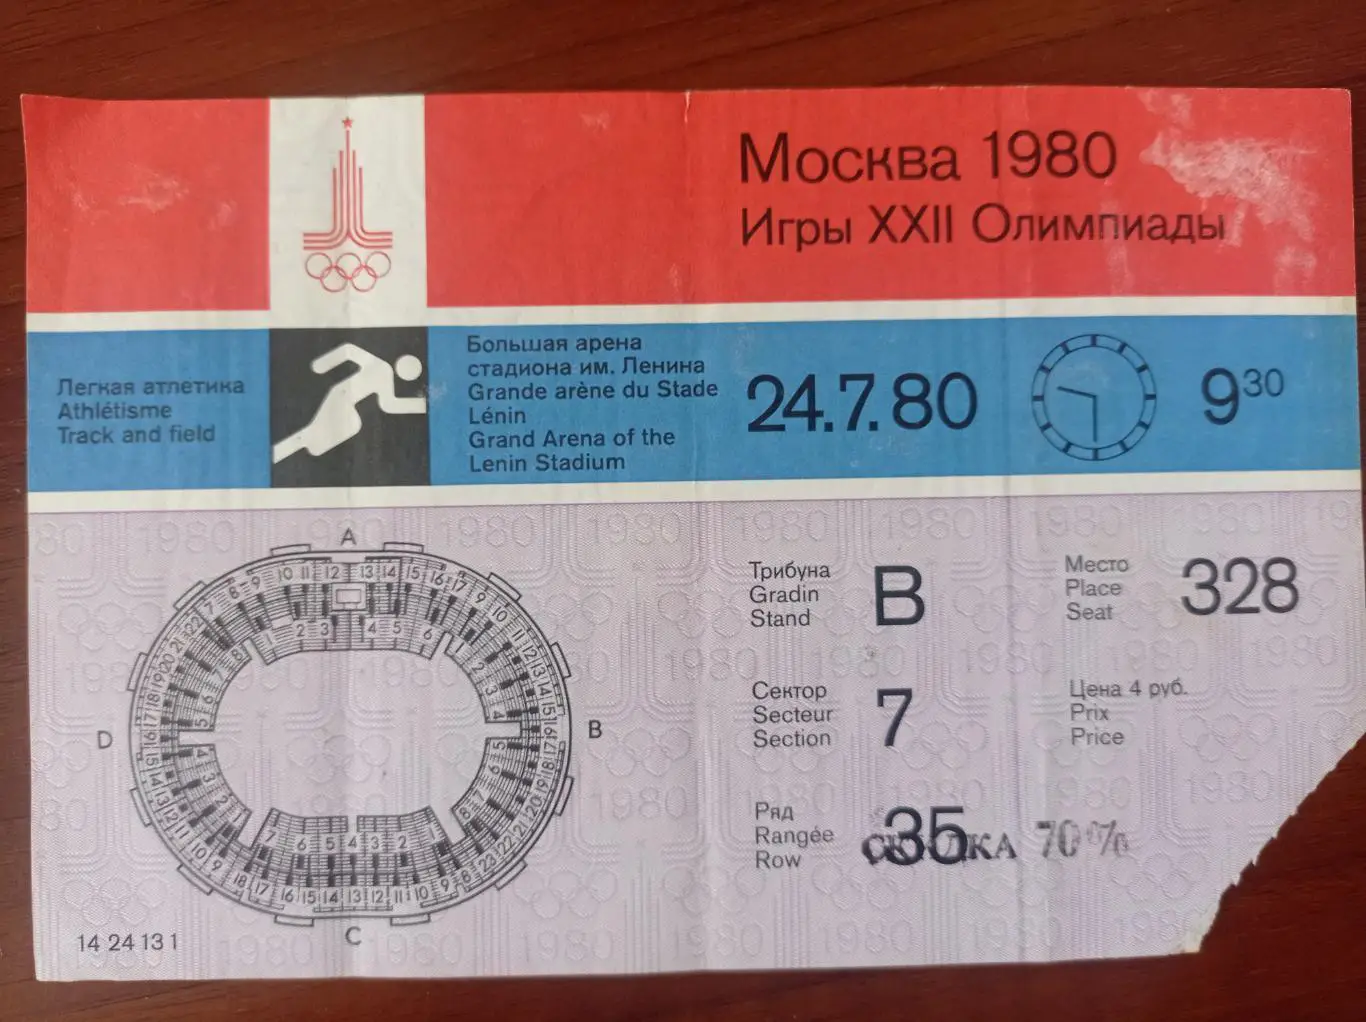 Москва 1980
Игры XXII Олимпиады
Легкая атлетика
Athlétisme
Track and field
Большая арена
стадиона им. Ленина
Grande arène du Stade
Lénin
Grand Arena of the
Lenin Stadium
24.7.80
9 30
Трибуна
Gradin
Stand
B
Место
Place
Seat
328
Сектор
Secteur
Section
7
Цена 4 руб.
Prix
Price
Ряд
Rangée
Row
35
СКИДКА 70%
A
B
C
D
14 24 13 1
1980